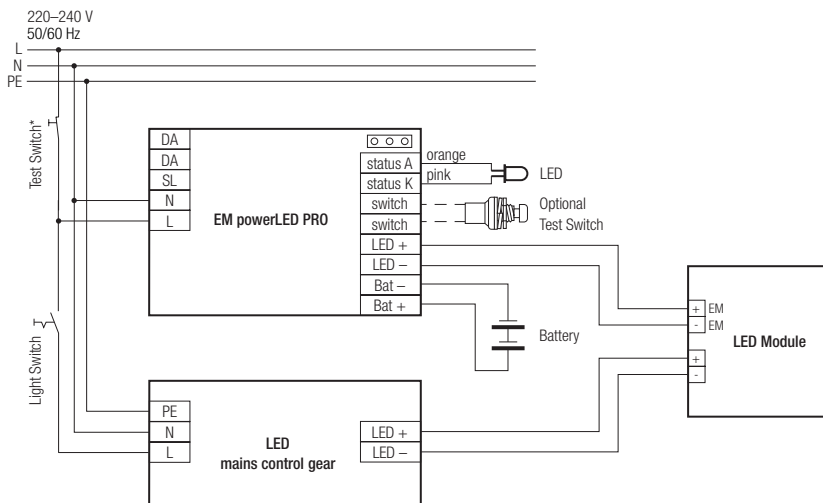 220–240 V
50/60 Hz
L
N
PE
Test Switch*
Light Switch
DA
DA
SL
N
L
EM powerLED PRO
status A
status K
switch
switch
LED +
LED –
Bat –
Bat +
orange
pink
LED
Optional
Test Switch
Battery
+ EM
- EM
+
-
LED Module
PE
N
L
LED
mains control gear
LED +
LED –